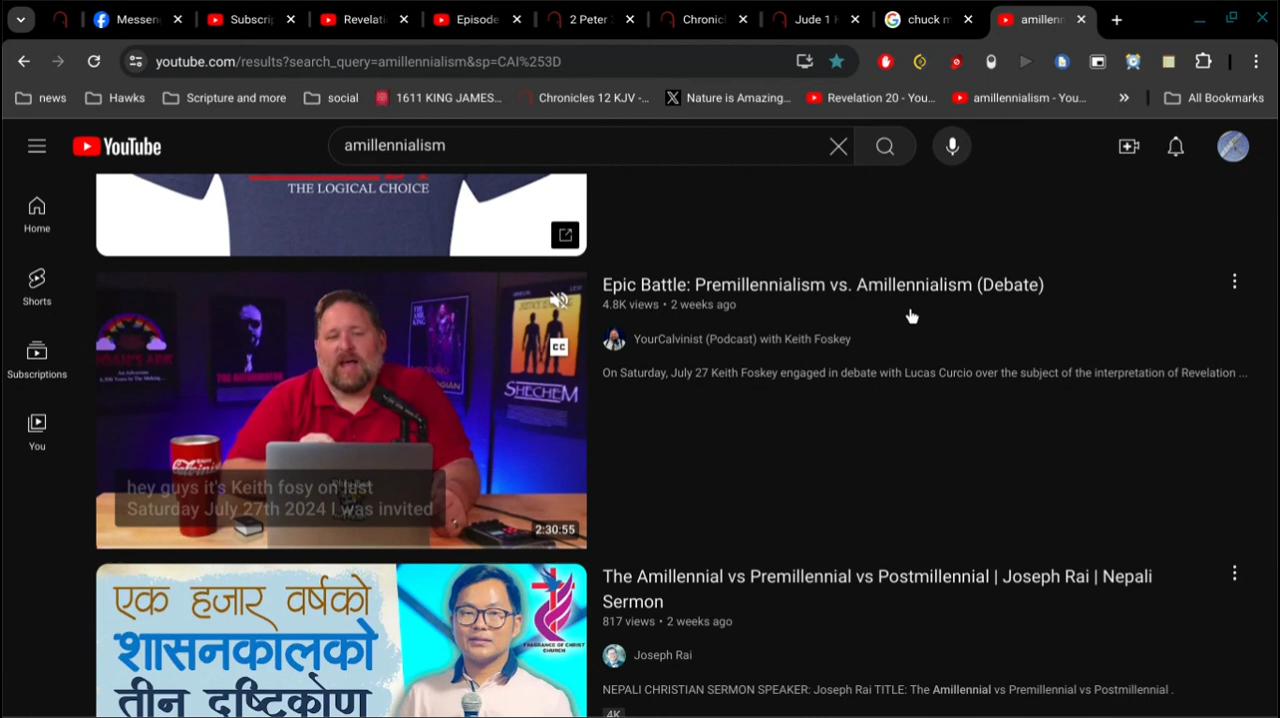 Messen
Subscri
Revelati
Episode
2 Peter
Chronic
Jude 1
chuck m
amillenn
youtube.com/results?search_query=amillennialism&sp=CAI%253D
news
Hawks
Scripture and more
social
1611 KING JAMES...
Chronicles 12 KJV -...
Nature is Amazing...
Revelation 20 - You...
amillennialism - You...
All Bookmarks
YouTube
amillennialism
Home
Shorts
Subscriptions
You
THE LOGICAL CHOICE
Epic Battle: Premillennialism vs. Amillennialism (Debate)
4.8K views • 2 weeks ago
YourCalvinist (Podcast) with Keith Foskey
On Saturday, July 27 Keith Foskey engaged in debate with Lucas Curcio over the subject of the interpretation of Revelation ...
CC
SHECHEM
hey guys it's Keith fosy on last
Saturday July 27th 2024 I was invited
2:30:55
The Amillennial vs Premillennial vs Postmillennial | Joseph Rai | Nepali
Sermon
817 views • 2 weeks ago
Joseph Rai
NEPALI CHRISTIAN SERMON SPEAKER: Joseph Rai TITLE: The Amillennial vs Premillennial vs Postmillennial .
4K
एक हजार वर्षको
शासनकालको
तीन दृष्टिकोण
FRAGRANCE OF CHRIST
CHURCH